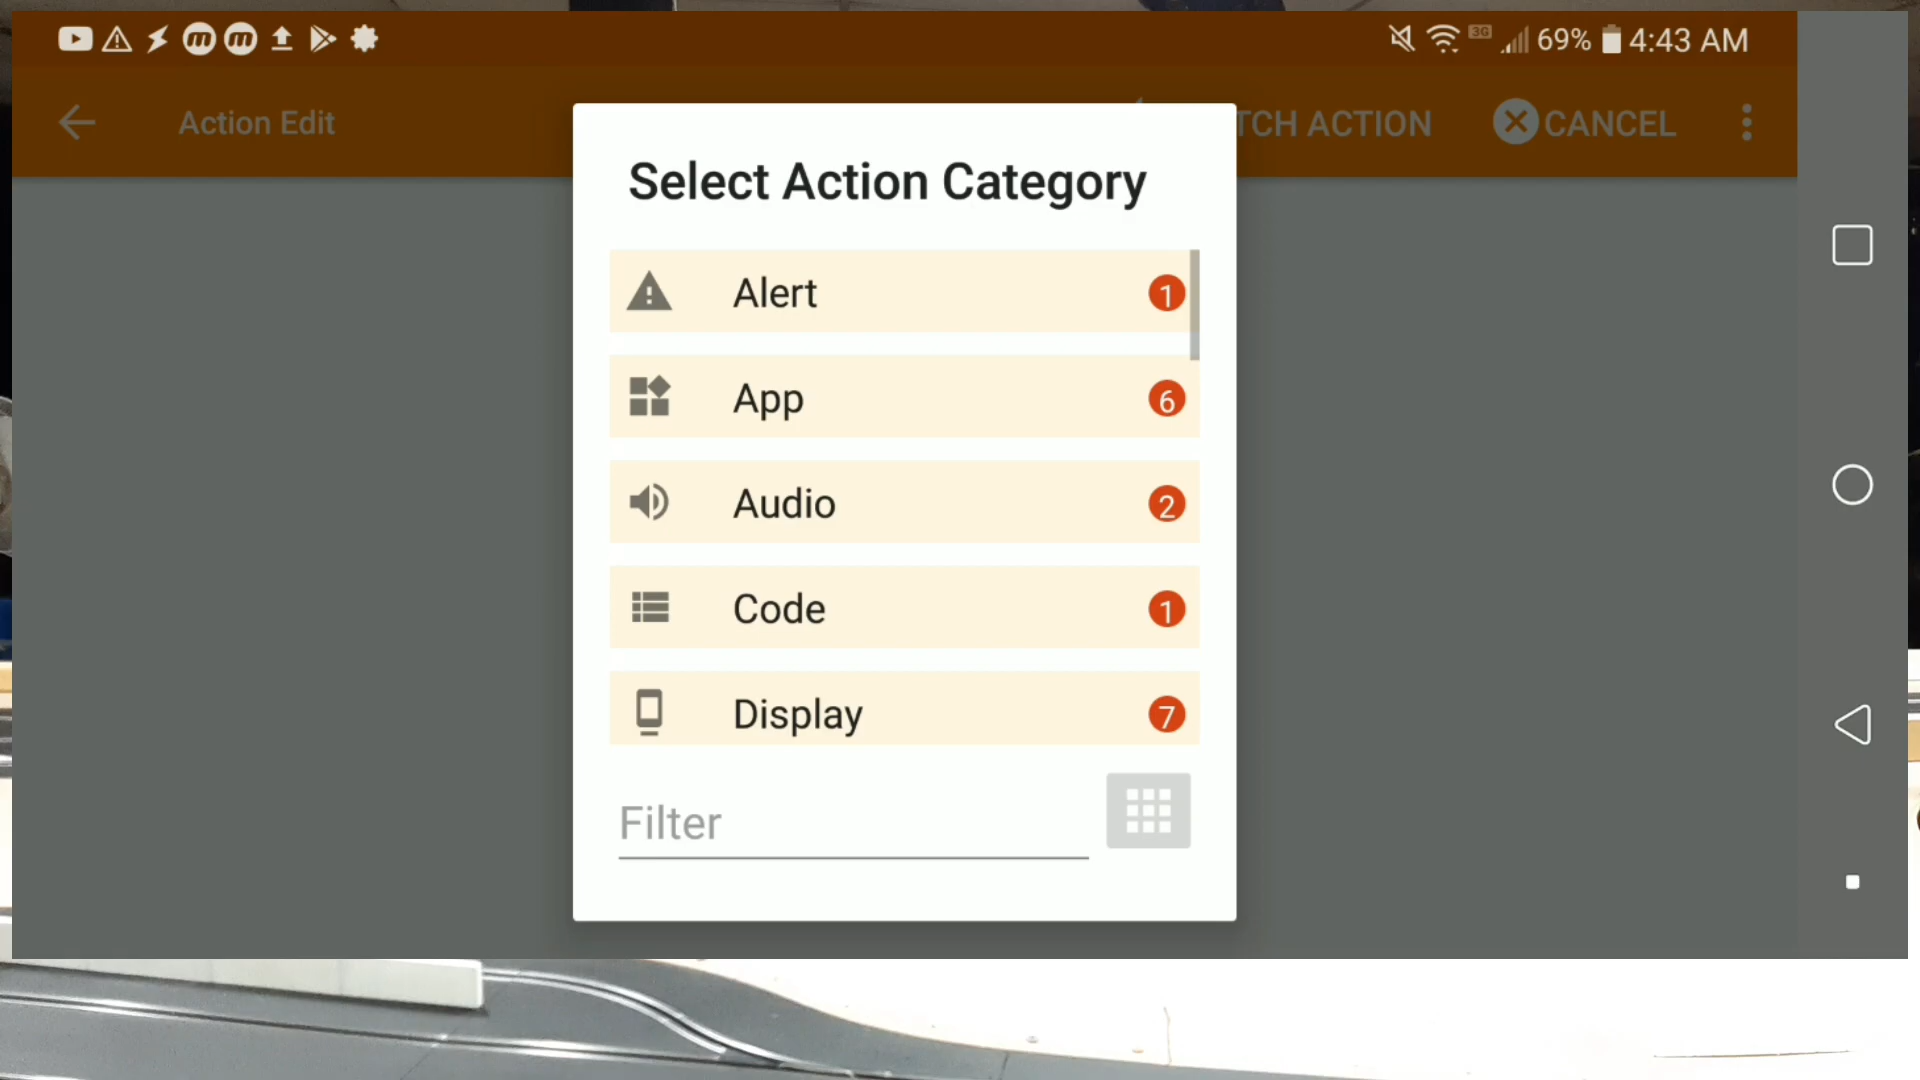 3G 69% 4:43 AM
Action Edit
TCH ACTION
CANCEL
Select Action Category
Alert 1
App 6
Audio 2
Code 1
Display 7
Filter